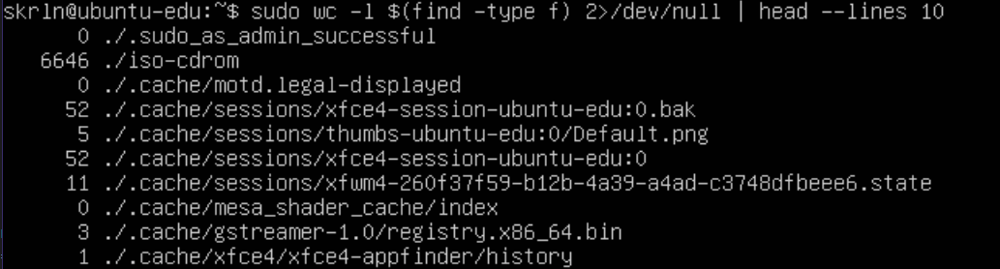 skrln@ubuntu-edu:~$ sudo wc -l $(find -type f) 2>/dev/null | head --lines 10
0 ./.sudo_as_admin_successful
6646 ./iso-cdrom
0 ./.cache/motd.legal-displayed
52 ./.cache/sessions/xfce4-session-ubuntu-edu:0.bak
5 ./.cache/sessions/thumbs-ubuntu-edu:0/Default.png
52 ./.cache/sessions/xfce4-session-ubuntu-edu:0
11 ./.cache/sessions/xfwm4-260f37f59-b12b-4a39-a4ad-c3748dfbeee6.state
0 ./.cache/mesa_shader_cache/index
3 ./.cache/gstreamer-1.0/registry.x86_64.bin
1 ./.cache/xfce4/xfce4-appfinder/history